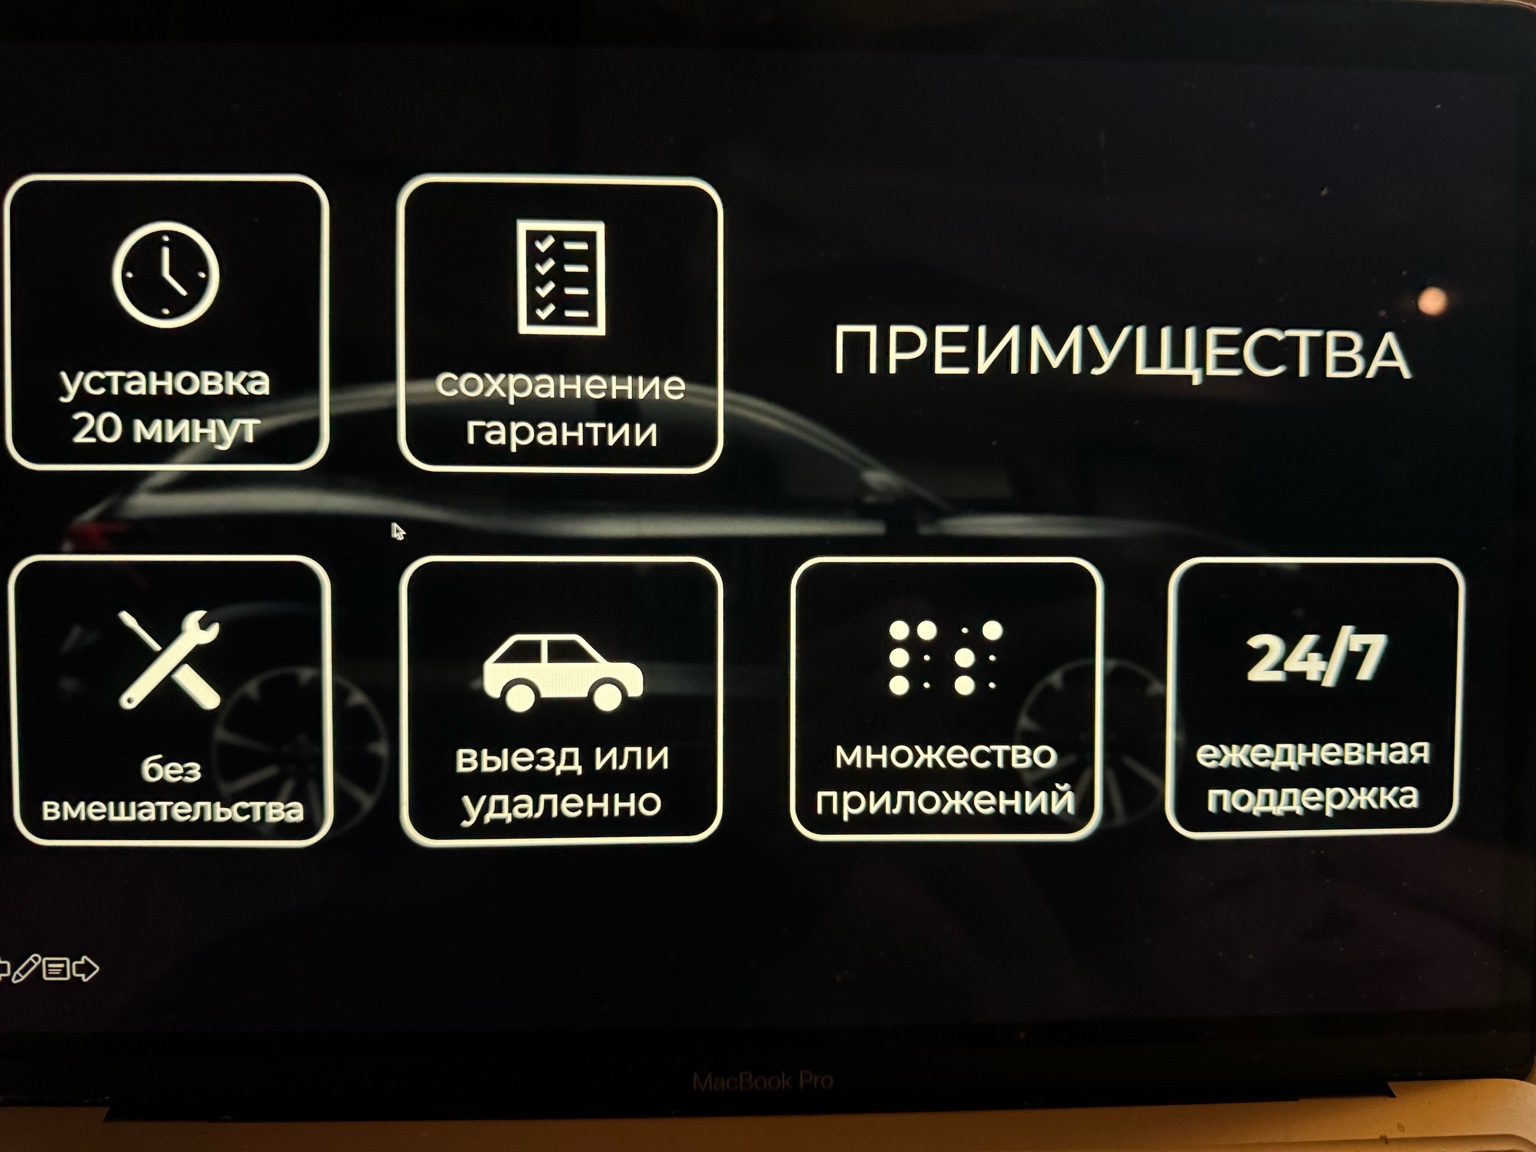 установка
20 минут
сохранение
гарантии
ПРЕИМУЩЕСТВА
без
вмешательства
выезд или
удаленно
множество
приложений
24/7
ежедневная
поддержка
MacBook Pro